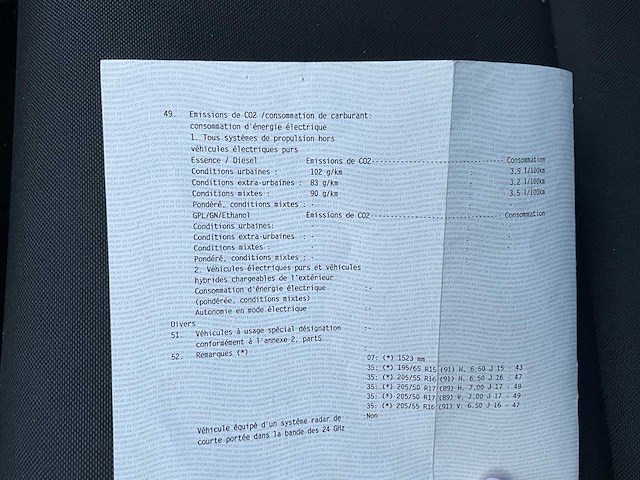 49. Emissions de CO2 /consommation de carburant:
consommation d'énergie électrique
1. Tous systèmes de propulsion hors
véhicules électriques purs
Essence / Diesel Emissions de CO2------------------------------------ Consommation
Conditions urbaines : 102 g/km : 3,9 l/100km
Conditions extra-urbaines : 83 g/km : 3,2 l/100km
Conditions mixtes : 90 g/km : 3,5 l/100km
Pondéré, conditions mixtes : -
GPL/GN/Ethanol Emissions de CO2------------------------------------ Consommation
Conditions urbaines: -
Conditions extra-urbaines : -
Conditions mixtes : -
Pondéré, conditions mixtes : -
2. Véhicules électriques purs et véhicules
hybrides chargeables de l'extérieur
Consommation d'énergie électrique :-
(pondérée, conditions mixtes)
Autonomie en mode électrique :-
Divers
51. Véhicules à usage spécial désignation :-
conformément à l'annexe 2, part5
52. Remarques (*)
07: (*) 1523 mm
35: (*) 195/65 R15 (91) H, 6.50 J 15 - 43
35: (*) 205/55 R16 (91) H, 6.50 J 16 - 47
35: (*) 205/50 R17 (89) H, 7.00 J 17 - 49
35: (*) 205/50 R17 (89) V, 7.00 J 17 - 49
35: (*) 205/55 R16 (91) V, 6.50 J 16 - 47
Véhicule équipé d'un système radar de :Non
courte portée dans la bande des 24 GHz